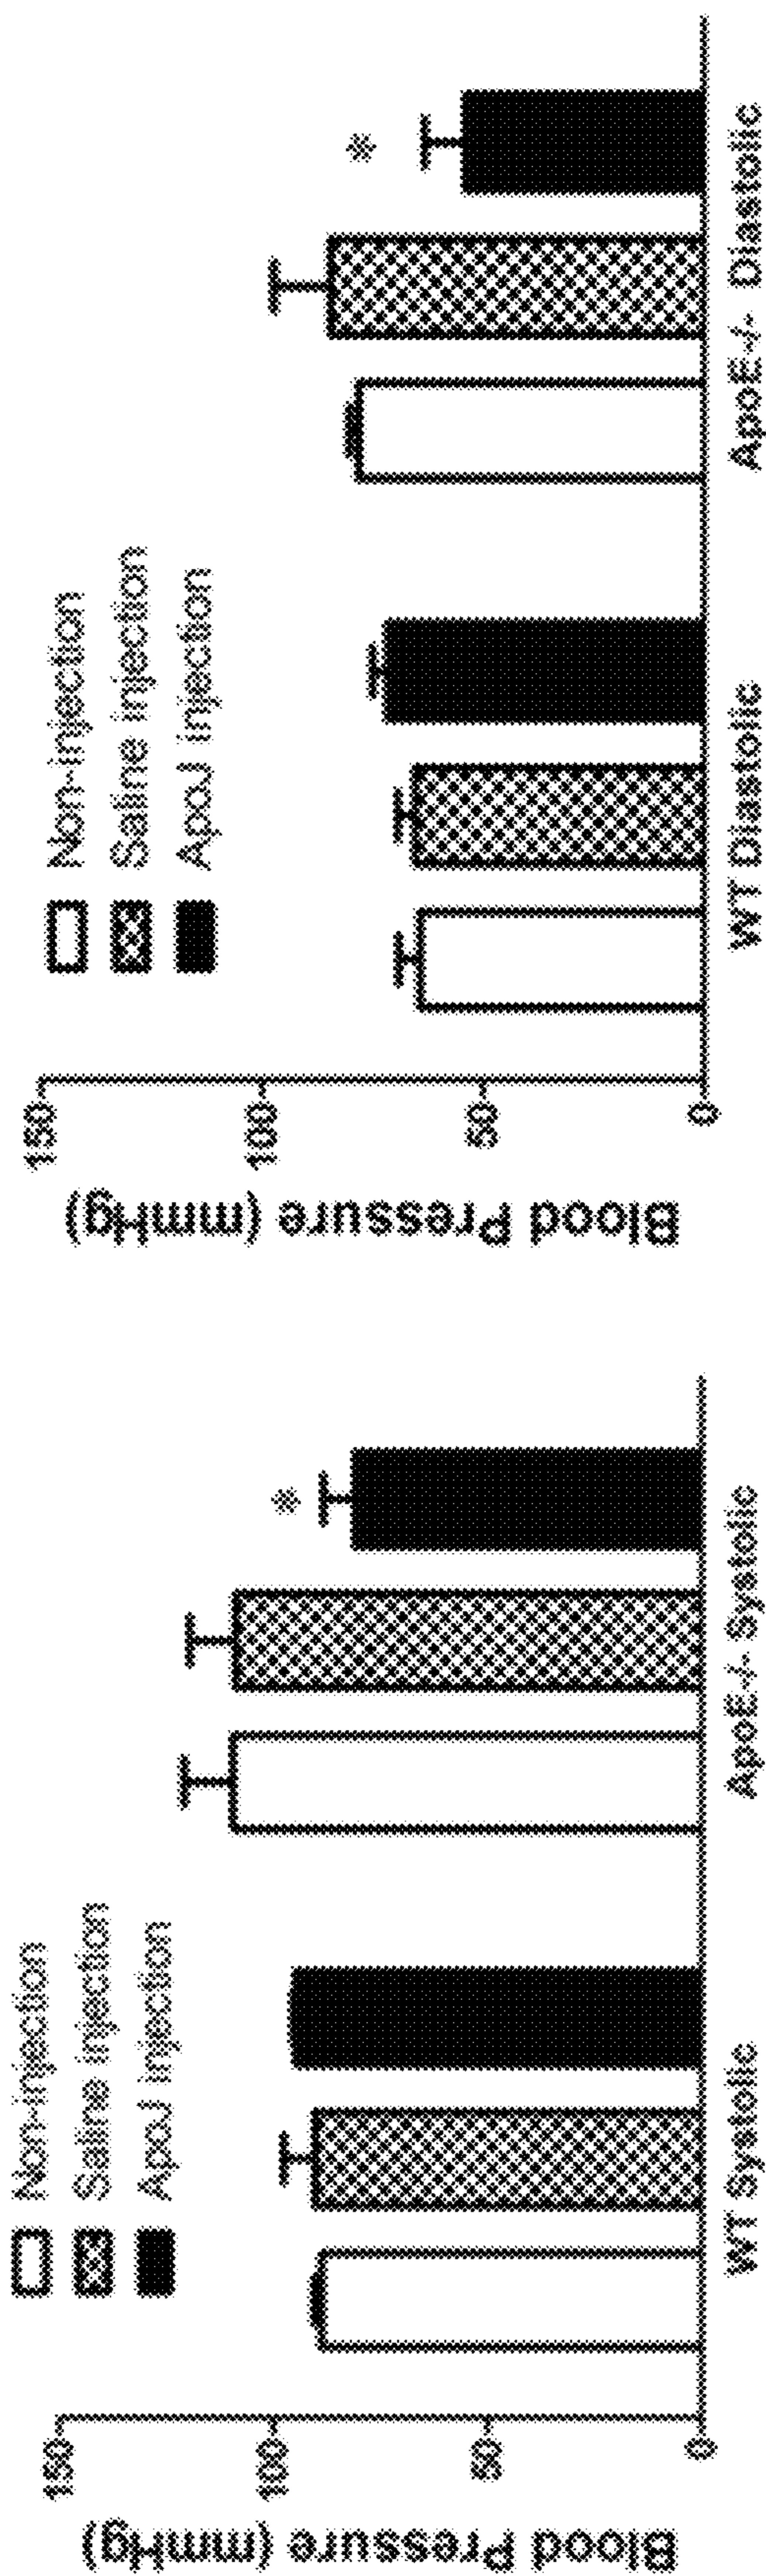 Blood Pressure (mmHg)
150
100
50
0
Non-injection
Saline injection
ApoJ injection
*
WT Systolic
ApoE-/- Systolic
Blood Pressure (mmHg)
150
100
50
0
Non-injection
Saline injection
ApoJ injection
*
WT Diastolic
ApoE-/- Diastolic